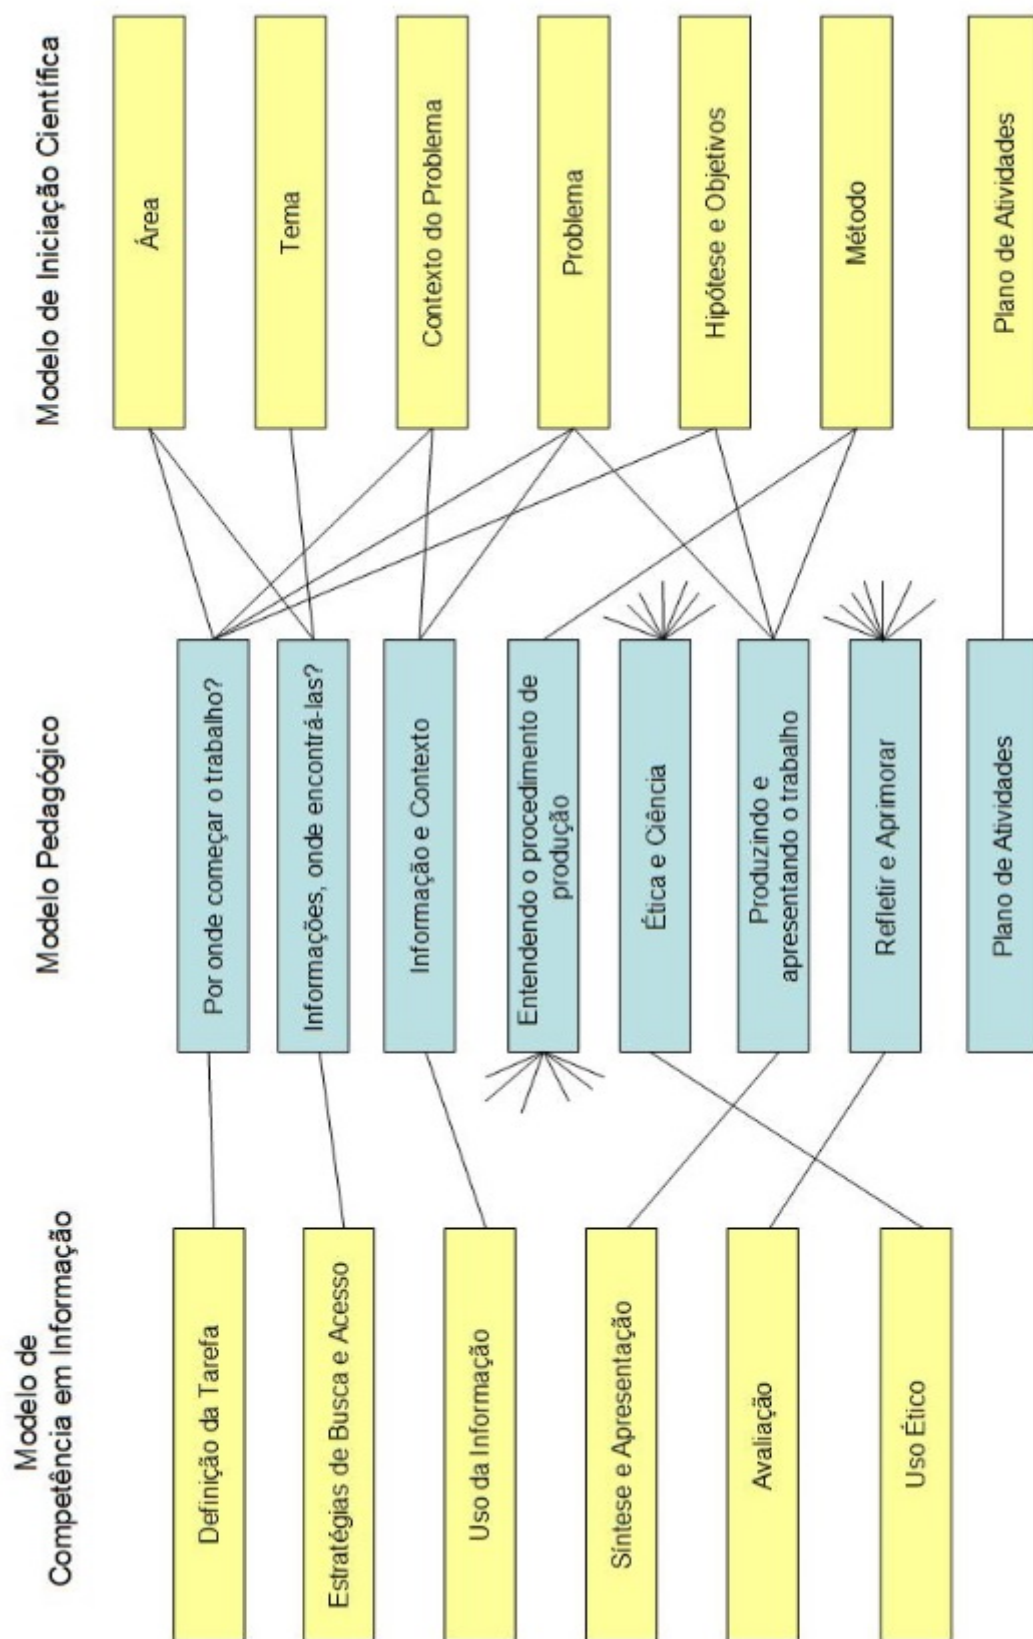 Modelo de
Competência em Informação
Definição da Tarefa
Estratégias de Busca e Acesso
Uso da Informação
Síntese e Apresentação
Avaliação
Uso Ético
Modelo Pedagógico
Por onde começar o trabalho?
Informações, onde encontrá-las?
Informação e Contexto
Entendendo o procedimento de
produção
Ética e Ciência
Produzindo e
apresentando o trabalho
Refletir e Aprimorar
Plano de Atividades
Modelo de Iniciação Científica
Área
Tema
Contexto do Problema
Problema
Hipótese e Objetivos
Método
Plano de Atividades